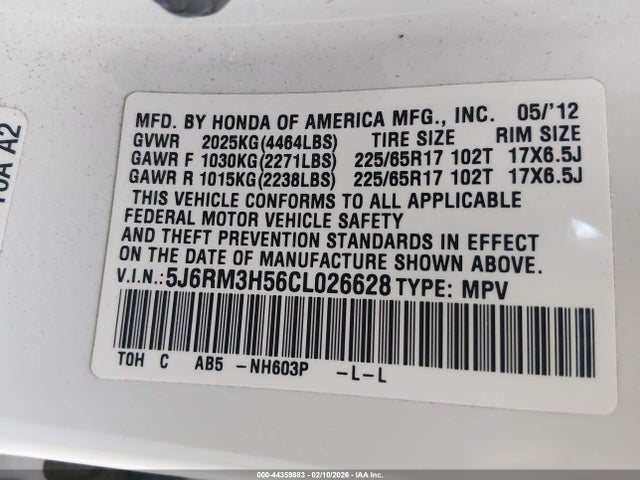 MFD. BY HONDA OF AMERICA MFG., INC. 05/'12
GVWR 2025KG(4464LBS) TIRE SIZE RIM SIZE
GAWR F 1030KG(2271LBS) 225/65R17 102T 17X6.5J
GAWR R 1015KG(2238LBS) 225/65R17 102T 17X6.5J
THIS VEHICLE CONFORMS TO ALL APPLICABLE
FEDERAL MOTOR VEHICLE SAFETY
AND THEFT PREVENTION STANDARDS IN EFFECT
ON THE DATE OF MANUFACTURE SHOWN ABOVE.
V.I.N.:5J6RM3H56CL026628 TYPE: MPV
TOH C AB5 -NH603P -L-L
A2
000-44359883 - 02/10/2026 - IAA Inc.